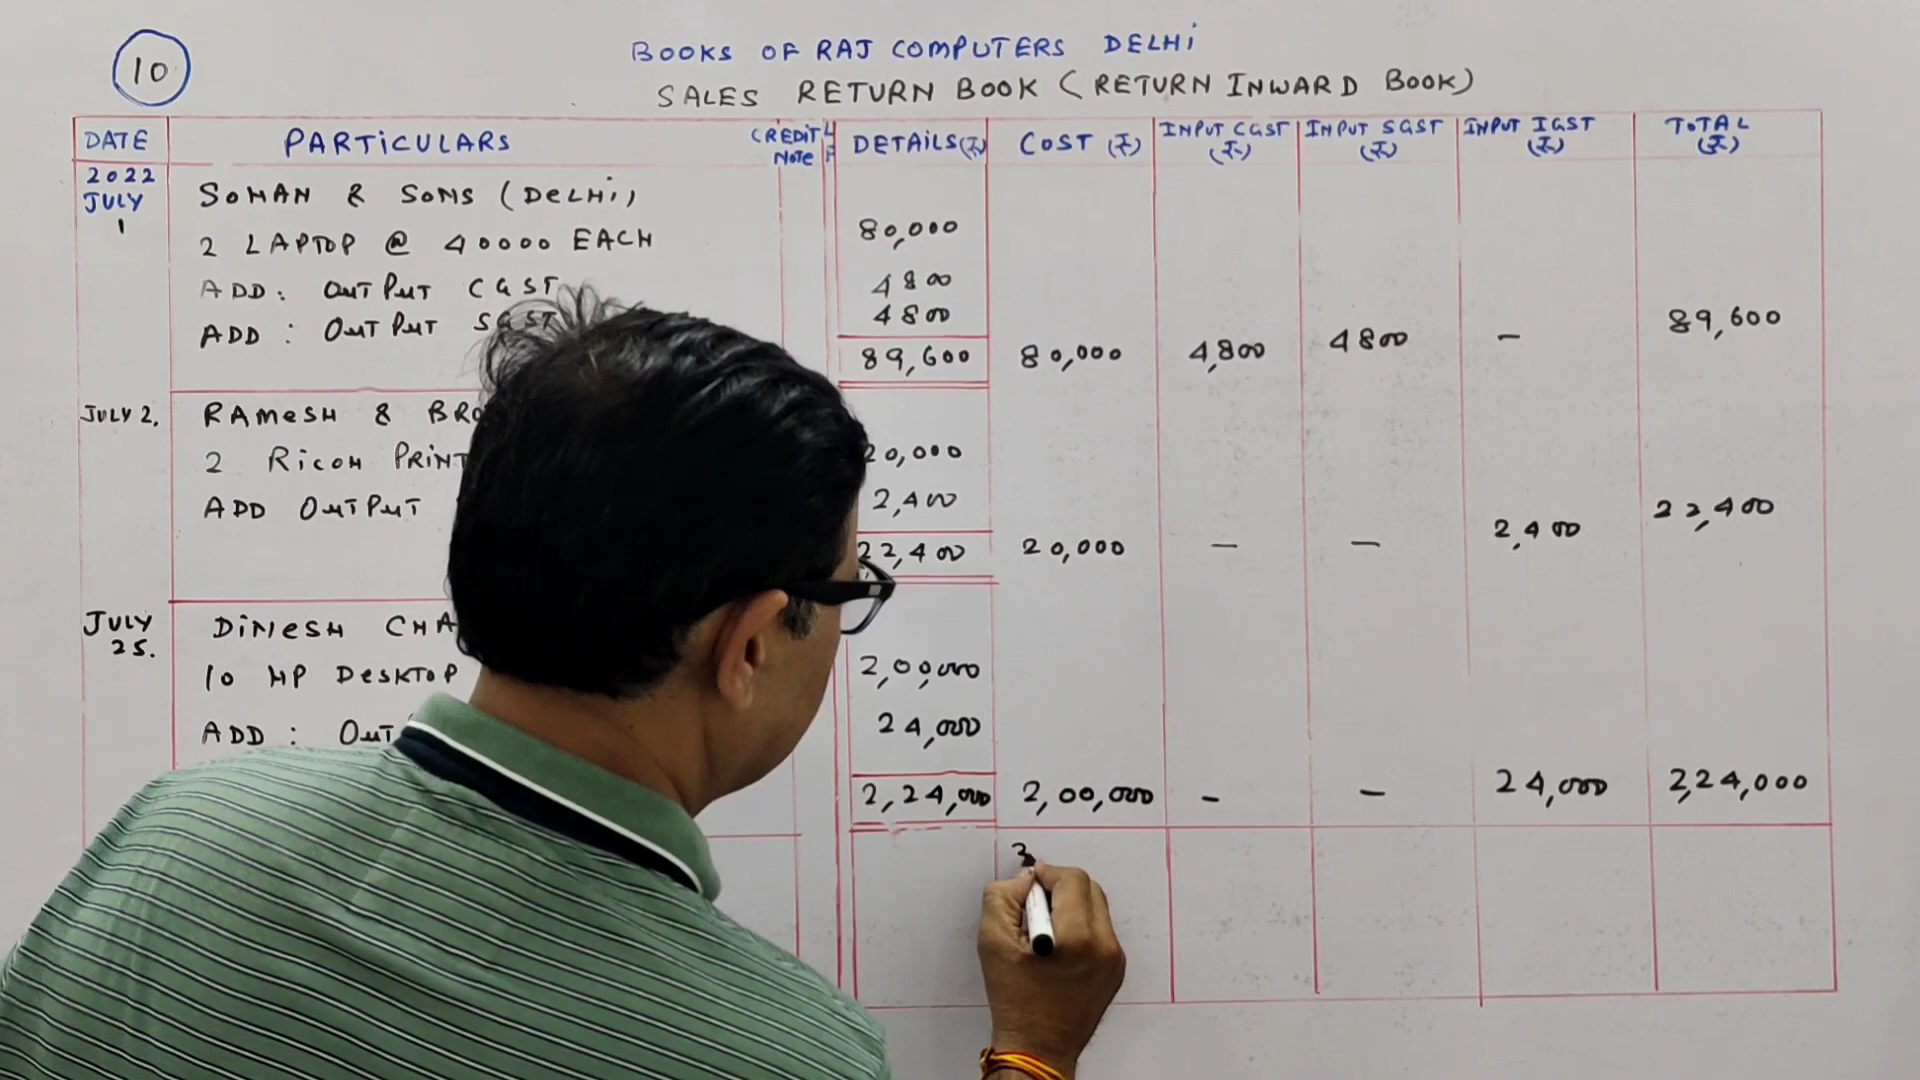 10
BOOKS OF RAJ COMPUTERS DELHI
SALES RETURN BOOK (RETURN INWARD BOOK)
DATE PARTICULARS CREDIT NOTE LF DETAILS (₹) COST (₹) INPUT CGST (₹) INPUT SGST (₹) INPUT IGST (₹) TOTAL (₹)
2022
JULY
1
SOHAN & SONS (DELHI)
2 LAPTOP @ 40000 EACH 80,000
ADD: OUTPUT CGST 4800
ADD: OUTPUT SGST 4800
89,600 80,000 4,800 4800 - 89,600
JULY 2. RAMESH & BRO
2 RICOH PRINT 20,000
ADD OUTPUT 2,400
22,400 20,000 - - 2,400 22,400
JULY 25. DINESH CHA
10 HP DESKTOP 2,00,000
ADD: OUT 24,000
2,24,000 2,00,000 - - 24,000 2,24,000
3